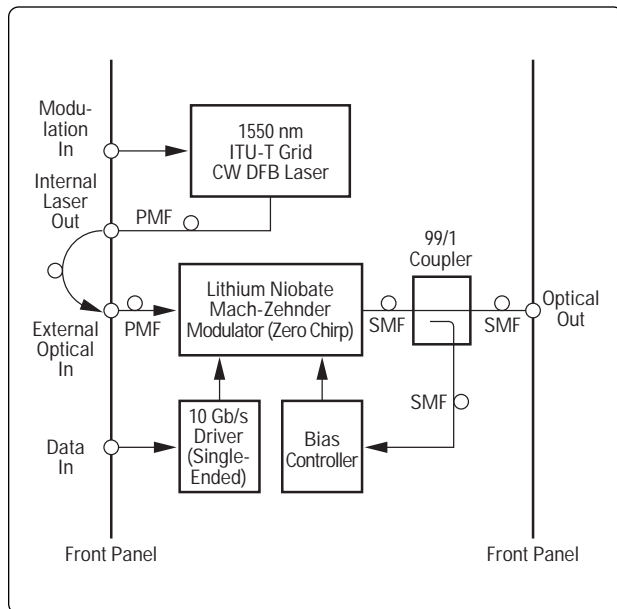 Modu-
lation
In
1550 nm
ITU-T Grid
CW DFB Laser
Internal
Laser
Out
PMF
99/1
Coupler
Lithium Niobate
Mach-Zehnder
Modulator (Zero Chirp)
Optical
Out
SMF
SMF
External
Optical
In
PMF
SMF
Data
In
10 Gb/s
Driver
(Single-
Ended)
Bias
Controller
Front Panel
Front Panel